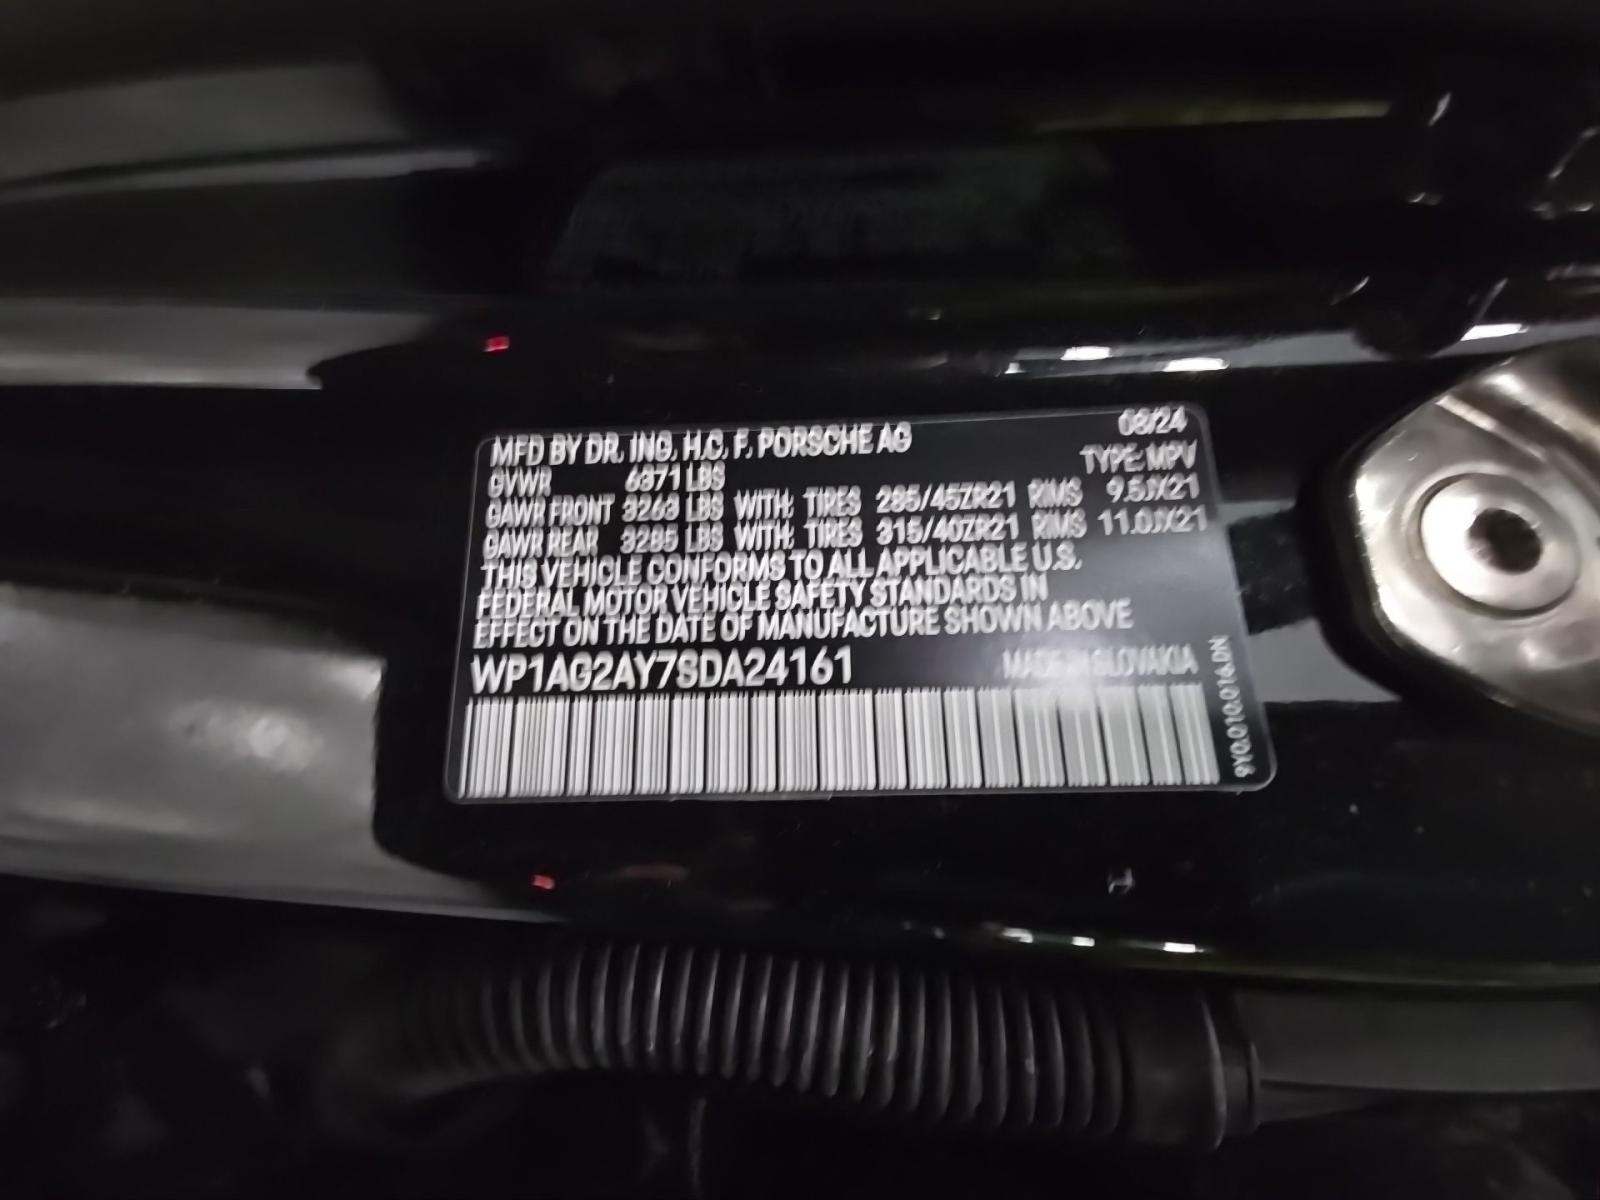 MFD BY DR. ING. H.C. F. PORSCHE AG 08/24
GVWR 6371 LBS TYPE: MPV
GAWR FRONT 3263 LBS WITH: TIRES 285/45ZR21 RIMS 9.5JX21
GAWR REAR 3285 LBS WITH: TIRES 315/40ZR21 RIMS 11.0JX21
THIS VEHICLE CONFORMS TO ALL APPLICABLE U.S.
FEDERAL MOTOR VEHICLE SAFETY STANDARDS IN
EFFECT ON THE DATE OF MANUFACTURE SHOWN ABOVE
WP1AG2AY7SDA24161 MADE IN SLOVAKIA
9Y0.010.016.DN